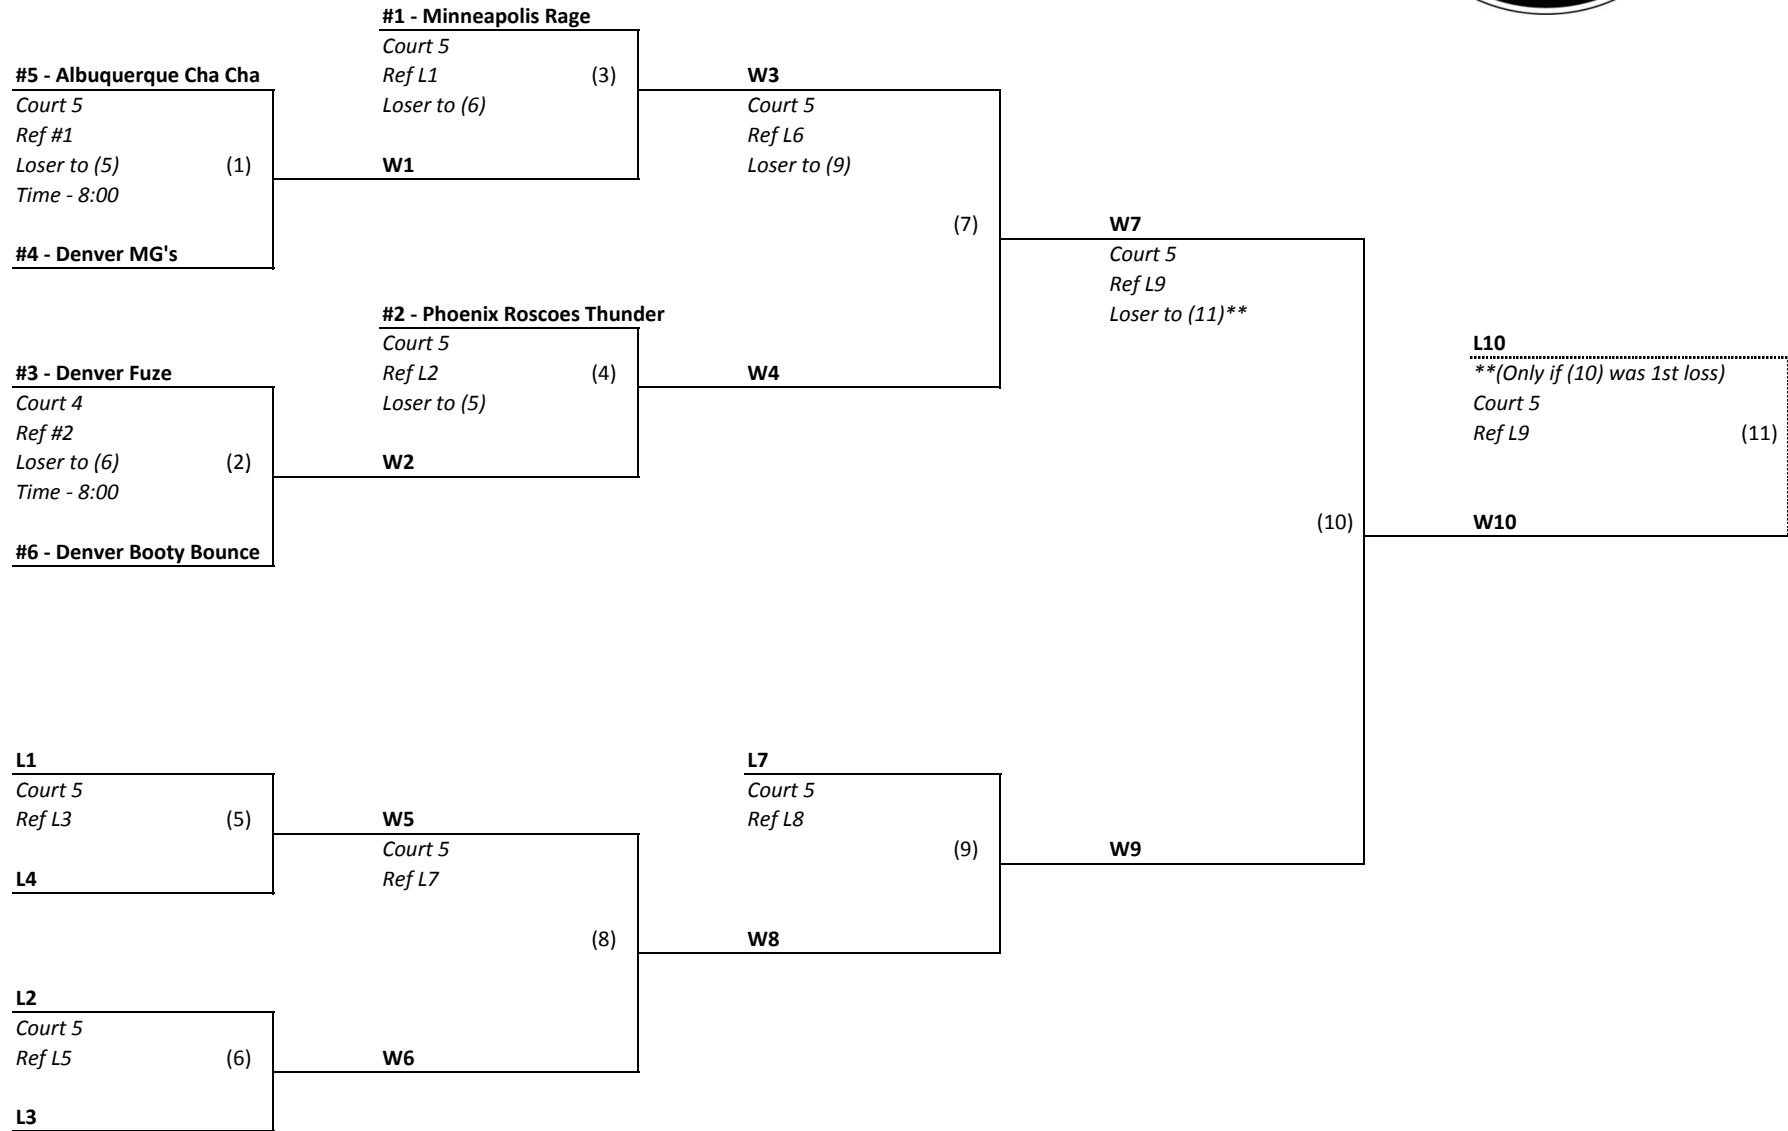 #1 - Minneapolis Rage
Court 5
Ref L1 (3)
Loser to (6)
W1
#5 - Albuquerque Cha Cha
Court 5
Ref #1
Loser to (5) (1)
Time - 8:00
#4 - Denver MG's
W3
Court 5
Ref L6
Loser to (9)
(7)
W4
#2 - Phoenix Roscoes Thunder
Court 5
Ref L2 (4)
Loser to (5)
W2
#3 - Denver Fuze
Court 4
Ref #2
Loser to (6) (2)
Time - 8:00
#6 - Denver Booty Bounce
W7
Court 5
Ref L9
Loser to (11)**
(10)
L10
**(Only if (10) was 1st loss)
Court 5
Ref L9 (11)
W10
L1
Court 5
Ref L3 (5)
L4
W5
Court 5
Ref L7
(8)
W6
L2
Court 5
Ref L5 (6)
L3
L7
Court 5
Ref L8
(9)
W8
W9